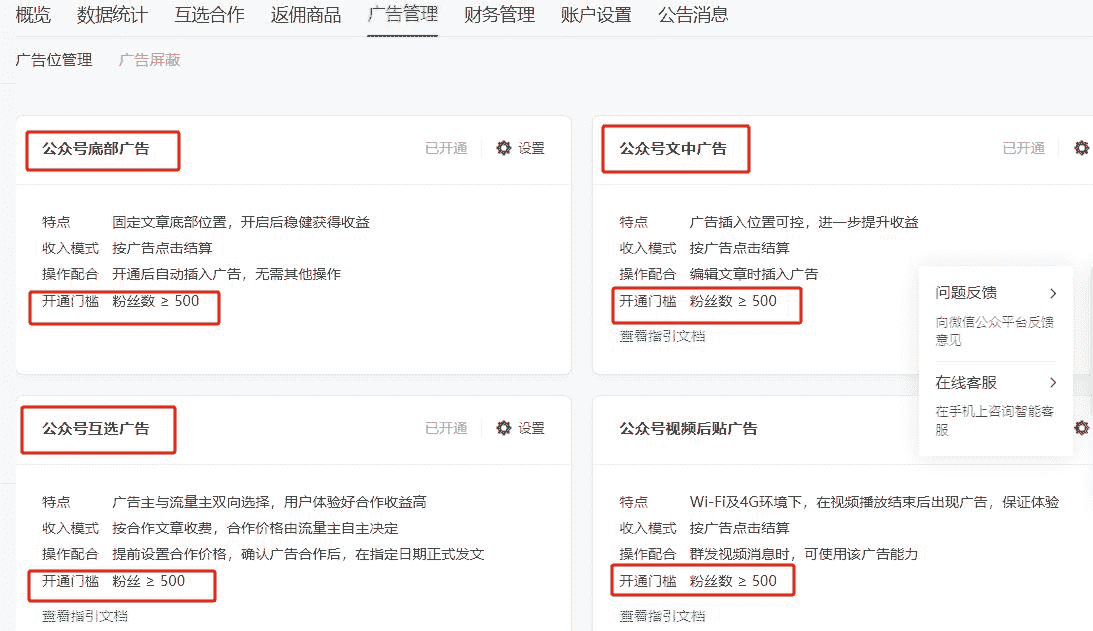 概览 数据统计 互选合作 返佣商品 广告管理 财务管理 账户设置 公告消息
广告位管理 广告屏蔽
公众号底部广告 已开通 设置
特点 固定文章底部位置，开启后稳健获得收益
收入模式 按广告点击结算
操作配合 开通后自动插入广告，无需其他操作
开通门槛 粉丝数 ≥ 500
公众号文中广告 已开通
特点 广告插入位置可控，进一步提升收益
收入模式 按广告点击结算
操作配合 编辑文章时插入广告
开通门槛 粉丝数 ≥ 500
查看指引文档
问题反馈
向微信公众平台反馈
意见
在线客服
在手机上咨询智能客
服
公众号互选广告 已开通 设置
特点 广告主与流量主双向选择，用户体验好合作收益高
收入模式 按合作文章收费，合作价格由流量主自主决定
操作配合 提前设置合作价格，确认广告合作后，在指定日期正式发文
开通门槛 粉丝 ≥ 500
查看指引文档
公众号视频后贴广告
特点 Wi-Fi及4G环境下，在视频播放结束后出现广告，保证体验
收入模式 按广告点击结算
操作配合 群发视频消息时，可使用该广告能力
开通门槛 粉丝数 ≥ 500
查看指引文档